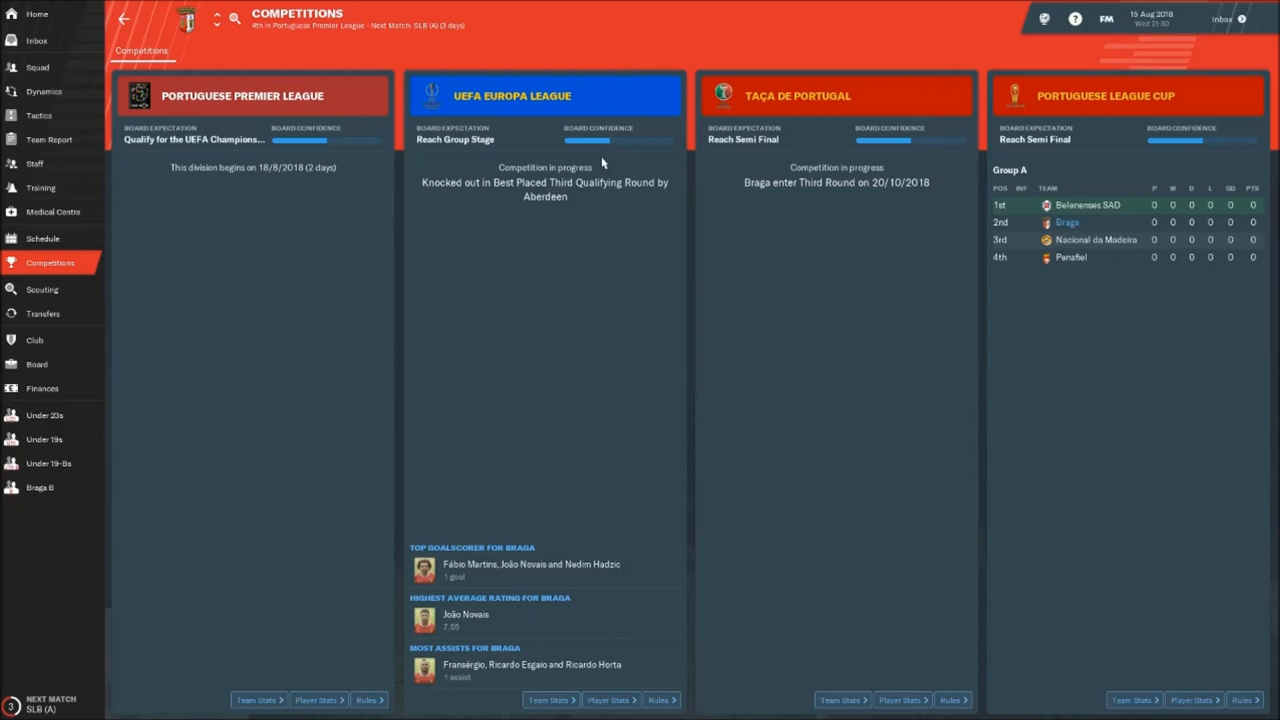 Home
Inbox
Squad
Dynamics
Tactics
Team Report
Staff
Training
Medical Centre
Schedule
Competitions
Scouting
Transfers
Club
Board
Finances
Under 23s
Under 19s
Under 19-Bs
Braga B
3 NEXT MATCH
SLB (A)
COMPETITIONS
4th in Portuguese Premier League - Next Match: SLB (A) (3 days)
? FM 15 Aug 2018
Wed 21:30
Inbox
Competitions
PORTUGUESE PREMIER LEAGUE
BOARD EXPECTATION BOARD CONFIDENCE
Qualify for the UEFA Champions...
This division begins on 18/8/2018 (2 days)
Team Stats > Player Stats > Rules >
UEFA EUROPA LEAGUE
BOARD EXPECTATION BOARD CONFIDENCE
Reach Group Stage
Competition in progress
Knocked out in Best Placed Third Qualifying Round by
Aberdeen
TOP GOALSCORER FOR BRAGA
Fábio Martins, João Novais and Nedim Hadzic
1 goal
HIGHEST AVERAGE RATING FOR BRAGA
João Novais
MOST ASSISTS FOR BRAGA
Fransérgio, Ricardo Esgaio and Ricardo Horta
1 assist
Team Stats > Player Stats > Rules >
TAÇA DE PORTUGAL
BOARD EXPECTATION BOARD CONFIDENCE
Reach Semi Final
Competition in progress
Braga enter Third Round on 20/10/2018
Team Stats > Player Stats > Rules >
PORTUGUESE LEAGUE CUP
BOARD EXPECTATION BOARD CONFIDENCE
Reach Semi Final
Group A
POS INF TEAM P W D L GD PTS
1st Belenenses SAD 0 0 0 0 0 0
2nd Braga 0 0 0 0 0 0
3rd Nacional da Madeira 0 0 0 0 0 0
4th Penafiel 0 0 0 0 0 0
Team Stats > Player Stats > Rules >